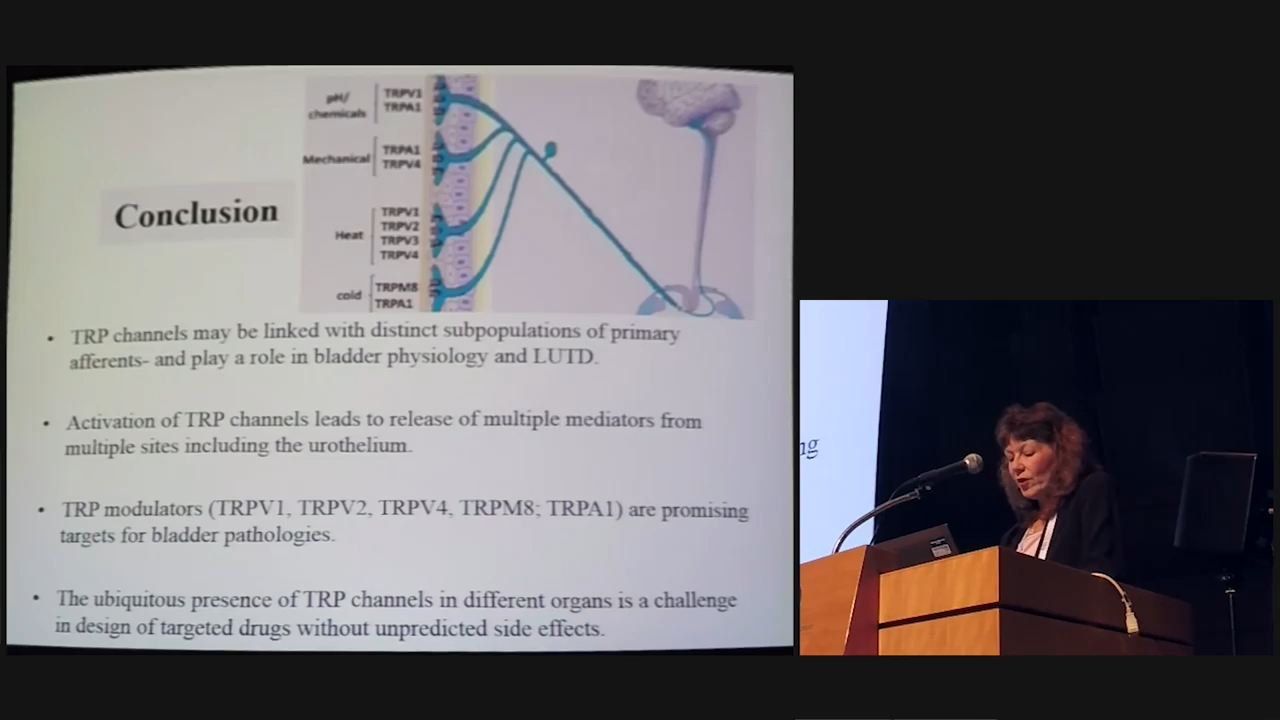 pH/
chemicals
TRPV1
TRPA1
Mechanical
TRPA1
TRPV4
Conclusion
Heat
TRPV1
TRPV2
TRPV3
TRPV4
cold
TRPM8
TRPA1
• TRP channels may be linked with distinct subpopulations of primary
afferents- and play a role in bladder physiology and LUTD.
• Activation of TRP channels leads to release of multiple mediators from
multiple sites including the urothelium.
• TRP modulators (TRPV1, TRPV2, TRPV4, TRPM8; TRPA1) are promising
targets for bladder pathologies.
• The ubiquitous presence of TRP channels in different organs is a challenge
in design of targeted drugs without unpredicted side effects.
ng